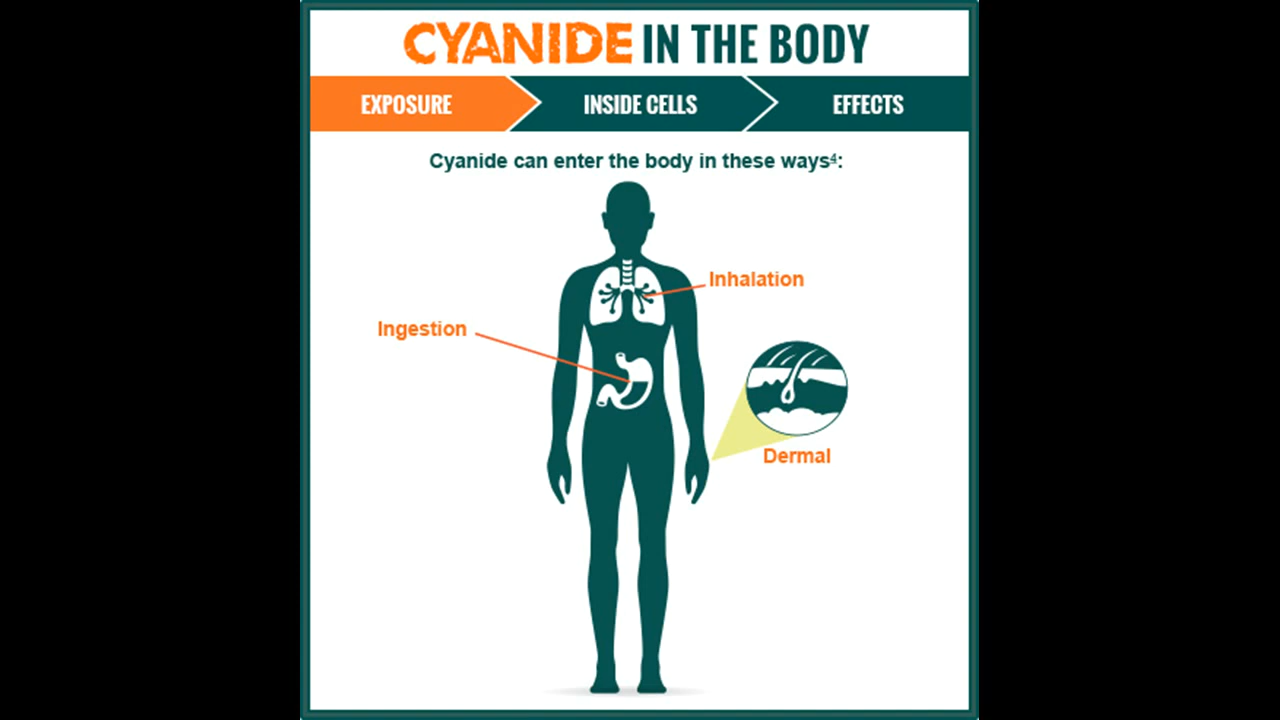 CYANIDE IN THE BODY
EXPOSURE INSIDE CELLS EFFECTS
Cyanide can enter the body in these ways⁴:
Inhalation
Ingestion
Dermal